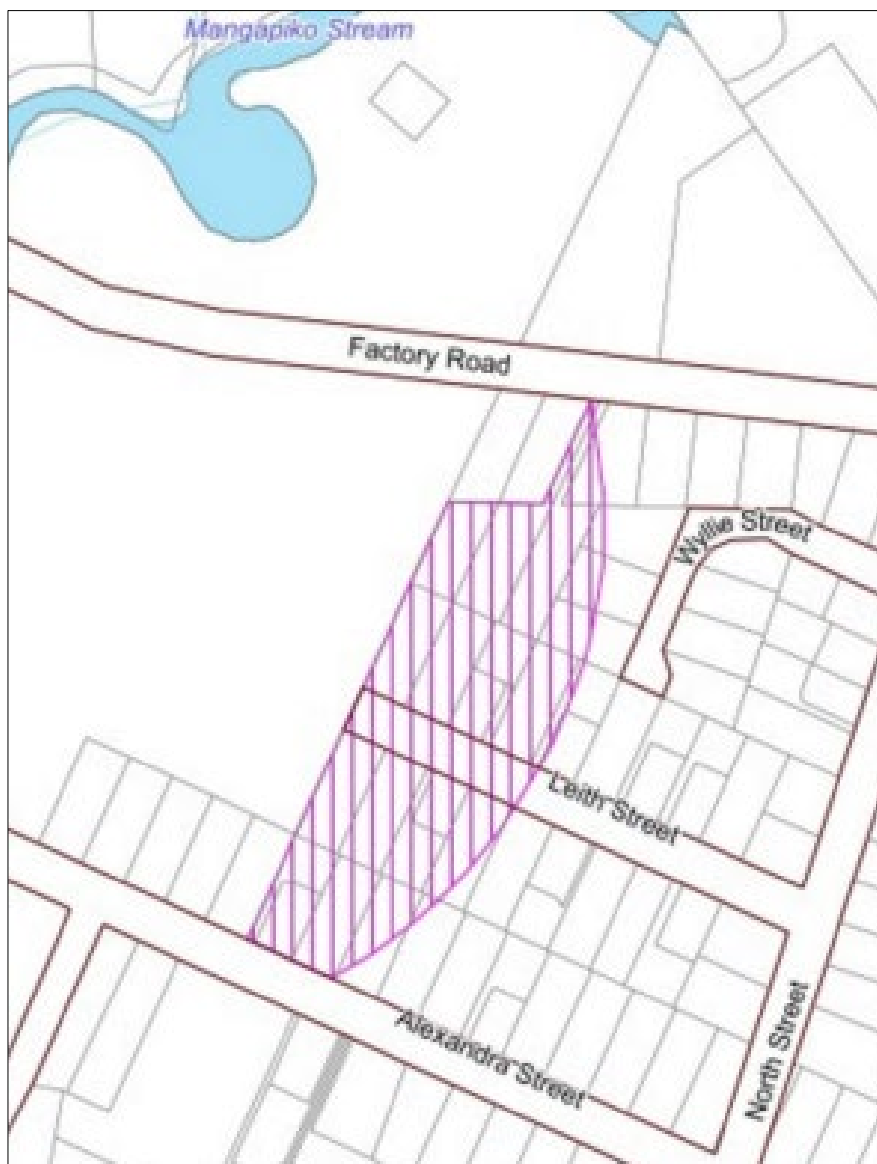 Mangapiko Stream
Factory Road
Wyllie Street
Leith Street
Alexandra Street
North Street